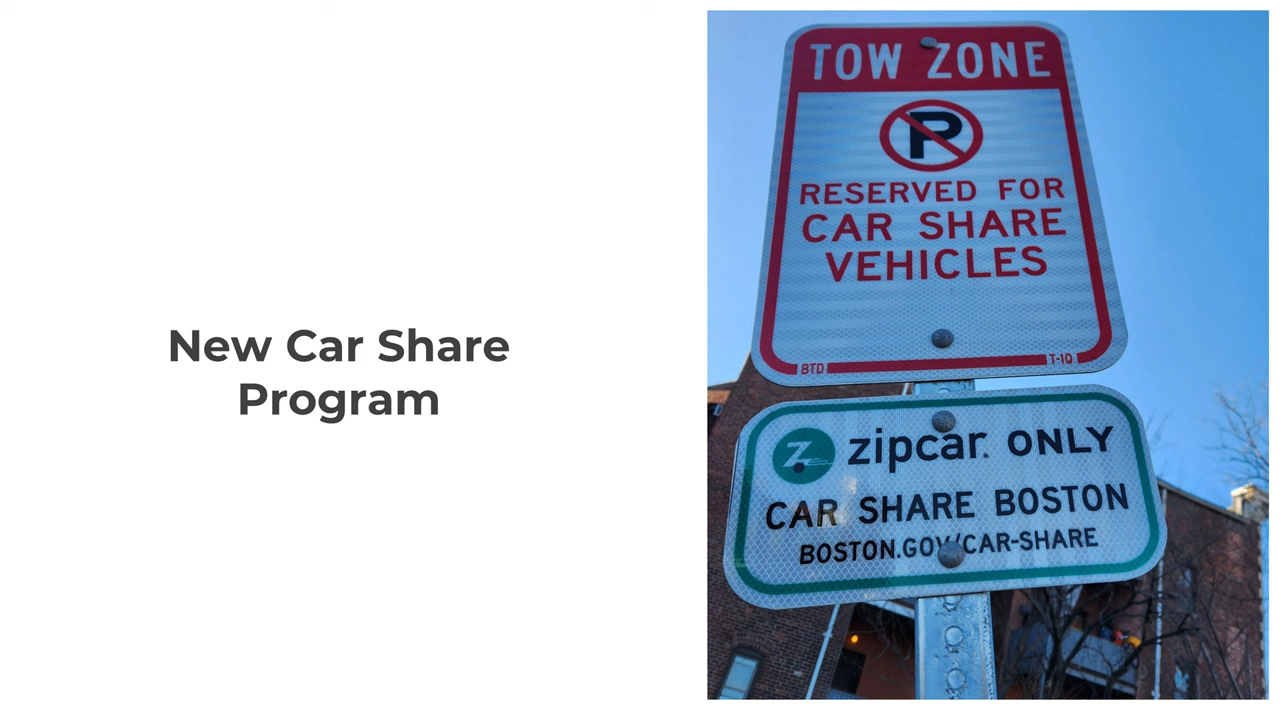 New Car Share
Program
TOW ZONE
P
RESERVED FOR
CAR SHARE
VEHICLES
BTD T-10
Z zipcar. ONLY
CAR SHARE BOSTON
BOSTON.GOV/CAR-SHARE